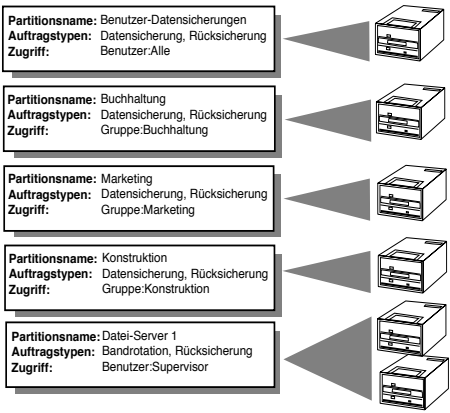 Partitionsname: Benutzer-Datensicherungen
Auftragstypen: Datensicherung, Rücksicherung
Zugriff: Benutzer:Alle
Partitionsname: Buchhaltung
Auftragstypen: Datensicherung, Rücksicherung
Zugriff: Gruppe:Buchhaltung
Partitionsname: Marketing
Auftragstypen: Datensicherung, Rücksicherung
Zugriff: Gruppe:Marketing
Partitionsname: Konstruktion
Auftragstypen: Datensicherung, Rücksicherung
Zugriff: Gruppe:Konstruktion
Partitionsname: Datei-Server 1
Auftragstypen: Bandrotation, Rücksicherung
Zugriff: Benutzer:Supervisor